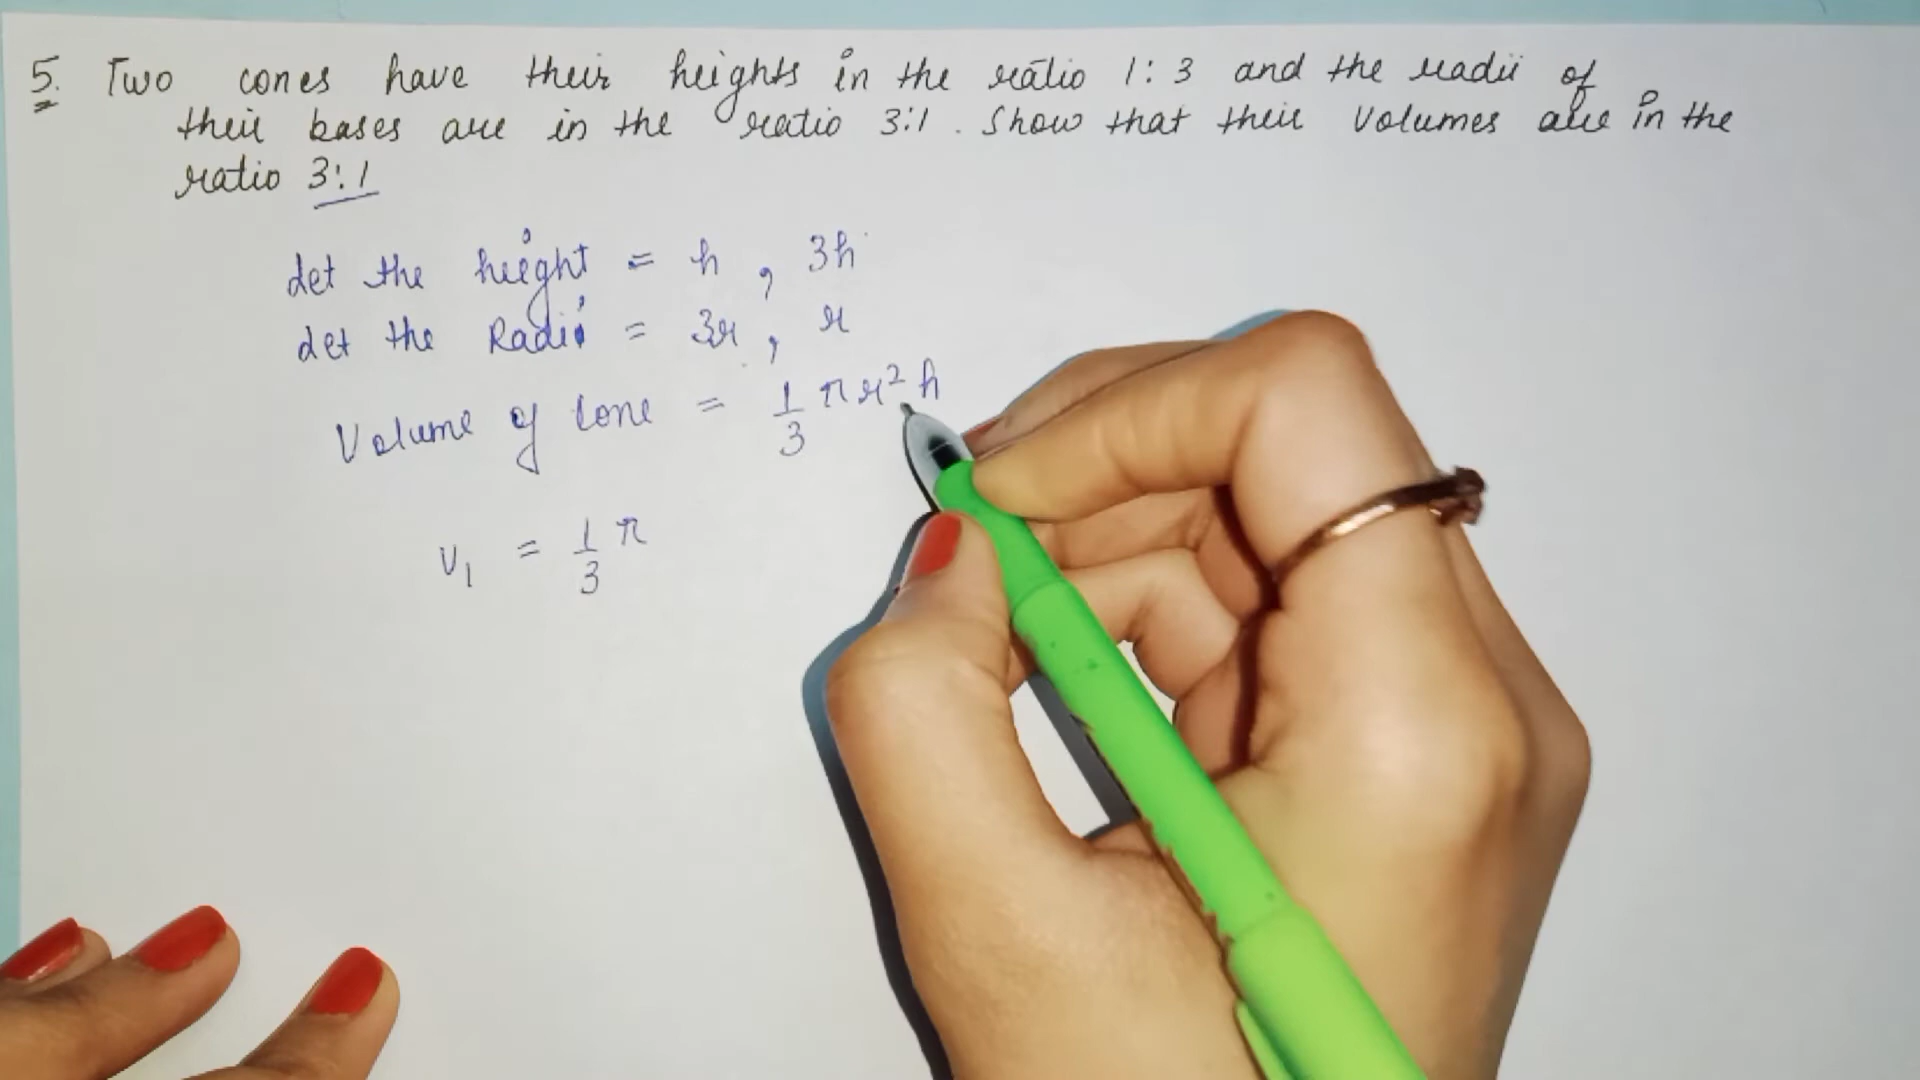 5. Two cones have their heights in the ratio 1:3 and the radii of
their bases are in the ratio 3:1. Show that their volumes are in the
ratio 3:1
Let the height = h, 3h
Let the Radii = 3r, r
Volume of Cone = 1/3 πr²h
V₁ = 1/3 π